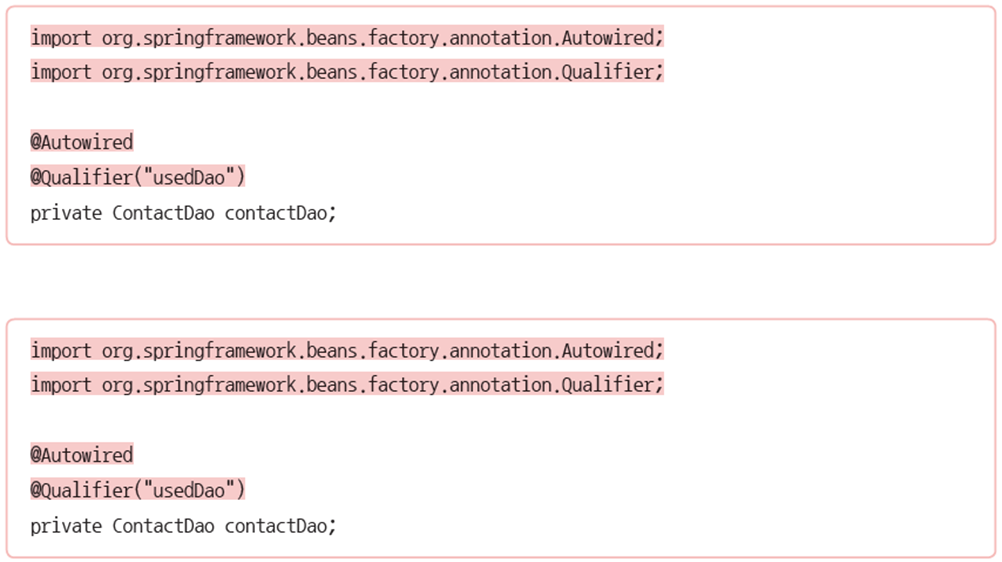 import org.springframework.beans.factory.annotation.Autowired;
import org.springframework.beans.factory.annotation.Qualifier;
@Autowired
@Qualifier("usedDao")
private ContactDao contactDao;
import org.springframework.beans.factory.annotation.Autowired;
import org.springframework.beans.factory.annotation.Qualifier;
@Autowired
@Qualifier("usedDao")
private ContactDao contactDao;